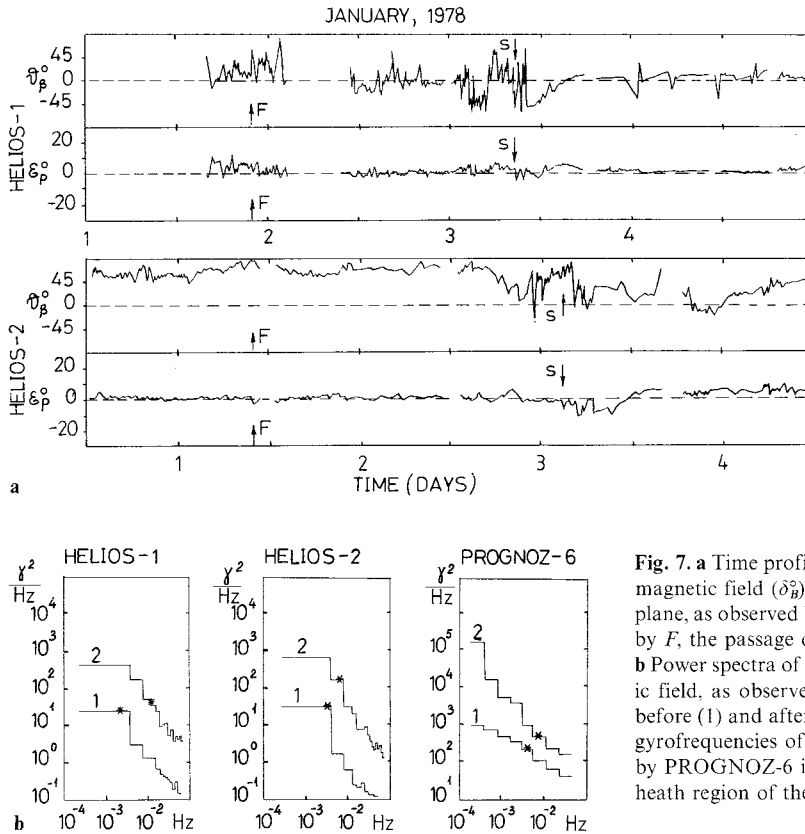 JANUARY, 1978
HELIOS-1
ϑ°β
45
0
-45
S
F
ε°p
20
0
-20
S
F
1 2 3 4
HELIOS-2
ϑ°β
45
0
-45
S
F
ε°p
20
0
-20
S
F
1 2 3 4
TIME (DAYS)
a
HELIOS-1 HELIOS-2 PROGNOZ-6
γ²/Hz γ²/Hz γ²/Hz
10⁴
10³
10²
10¹
10⁰
10⁻¹
2
1
10⁻⁴ 10⁻³ 10⁻² Hz
10⁴
10³
10²
10¹
10⁰
10⁻¹
2
1
10⁻⁴ 10⁻³ 10⁻² Hz
10⁵
10⁴
10³
10²
10¹
2
1
10⁻⁴ 10⁻³ 10⁻² Hz
b
Fig. 7. a Time profi
magnetic field (δ°B)
plane, as observed
by F, the passage o
b Power spectra of
ic field, as observe
before (1) and after
gyrofrequencies of
by PROGNOZ-6 i
heath region of the